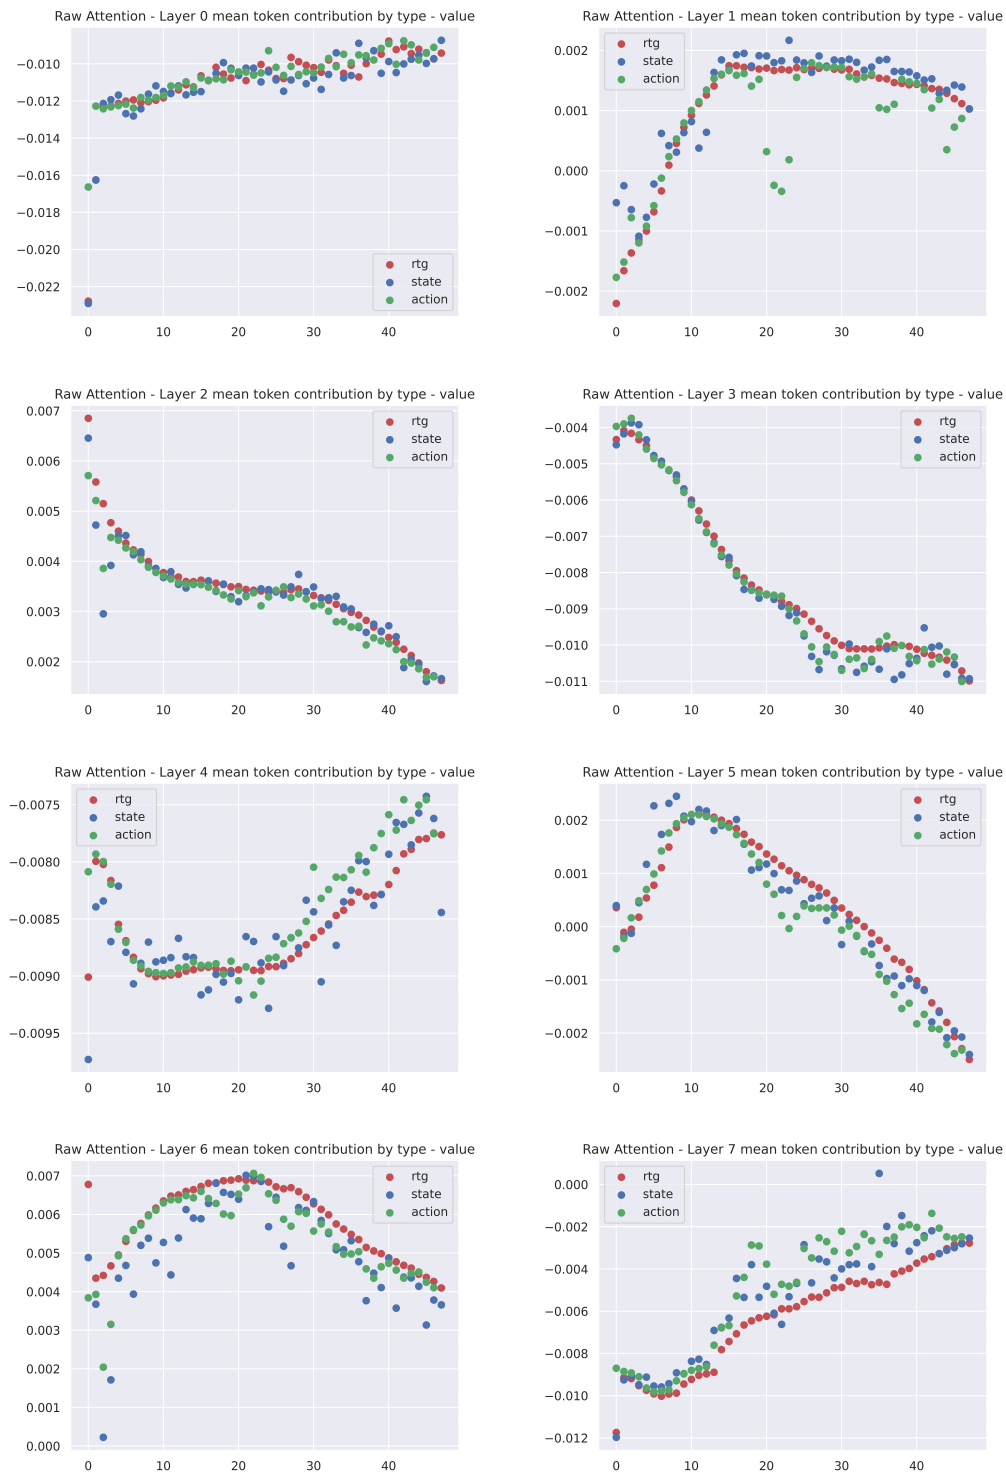 Raw Attention - Layer 0 mean token contribution by type - value
−0.010
−0.012
−0.014
−0.016
−0.018
−0.020
−0.022
0
10
20
30
40
rtg
state
action
Raw Attention - Layer 1 mean token contribution by type - value
0.002
0.001
0.000
−0.001
−0.002
0
10
20
30
40
rtg
state
action
Raw Attention - Layer 2 mean token contribution by type - value
0.007
0.006
0.005
0.004
0.003
0.002
0
10
20
30
40
rtg
state
action
Raw Attention - Layer 3 mean token contribution by type - value
−0.004
−0.005
−0.006
−0.007
−0.008
−0.009
−0.010
−0.011
0
10
20
30
40
rtg
state
action
Raw Attention - Layer 4 mean token contribution by type - value
−0.0075
−0.0080
−0.0085
−0.0090
−0.0095
0
10
20
30
40
rtg
state
action
Raw Attention - Layer 5 mean token contribution by type - value
0.002
0.001
0.000
−0.001
−0.002
0
10
20
30
40
rtg
state
action
Raw Attention - Layer 6 mean token contribution by type - value
0.007
0.006
0.005
0.004
0.003
0.002
0.001
0.000
0
10
20
30
40
rtg
state
action
Raw Attention - Layer 7 mean token contribution by type - value
0.000
−0.002
−0.004
−0.006
−0.008
−0.010
−0.012
0
10
20
30
40
rtg
state
action